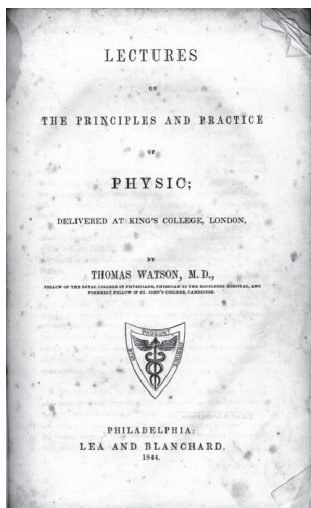 LECTURES
ON
THE PRINCIPLES AND PRACTICE
OF
PHYSIC;
DELIVERED AT KING'S COLLEGE, LONDON,
BY
THOMAS WATSON, M.D.,
FELLOW OF THE ROYAL COLLEGE OF PHYSICIANS, PHYSICIAN TO THE MIDDLESEX HOSPITAL, AND
FORMERLY FELLOW OF ST. JOHN'S COLLEGE, CAMBRIDGE.
PHILADELPHIA:
LEA AND BLANCHARD.
1844.